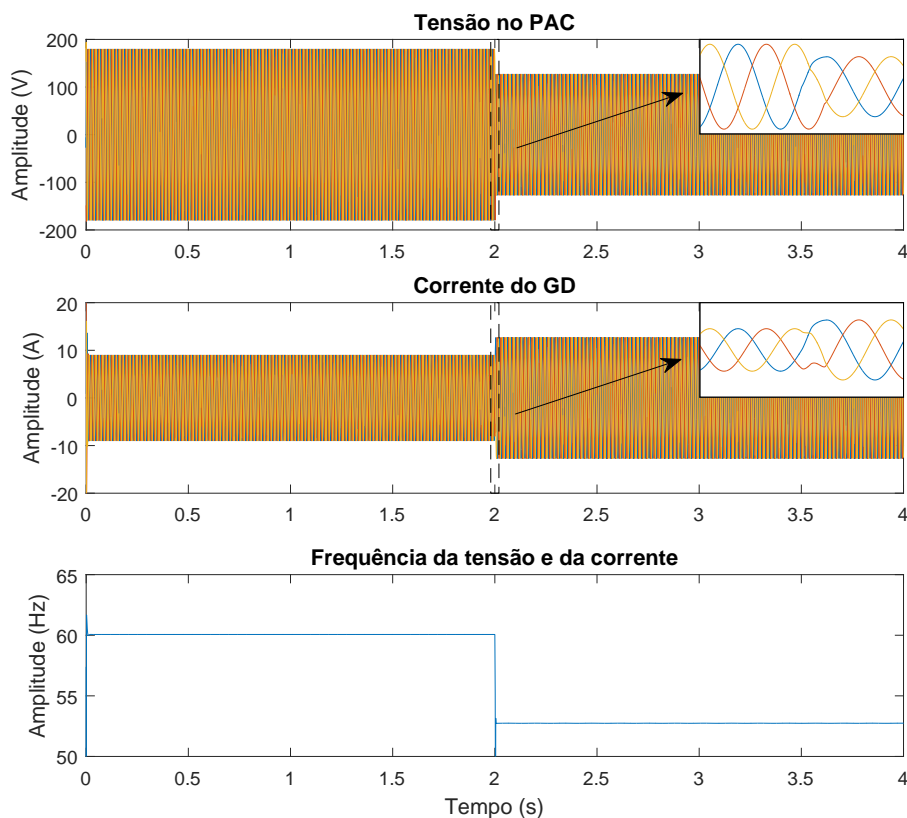 Tensão no PAC
Amplitude (V)
200
100
0
-100
-200
0 0.5 1 1.5 2 2.5 3 3.5 4
Corrente do GD
Amplitude (A)
20
10
0
-10
-20
0 0.5 1 1.5 2 2.5 3 3.5 4
Frequência da tensão e da corrente
Amplitude (Hz)
65
60
55
50
0 0.5 1 1.5 2 2.5 3 3.5 4
Tempo (s)